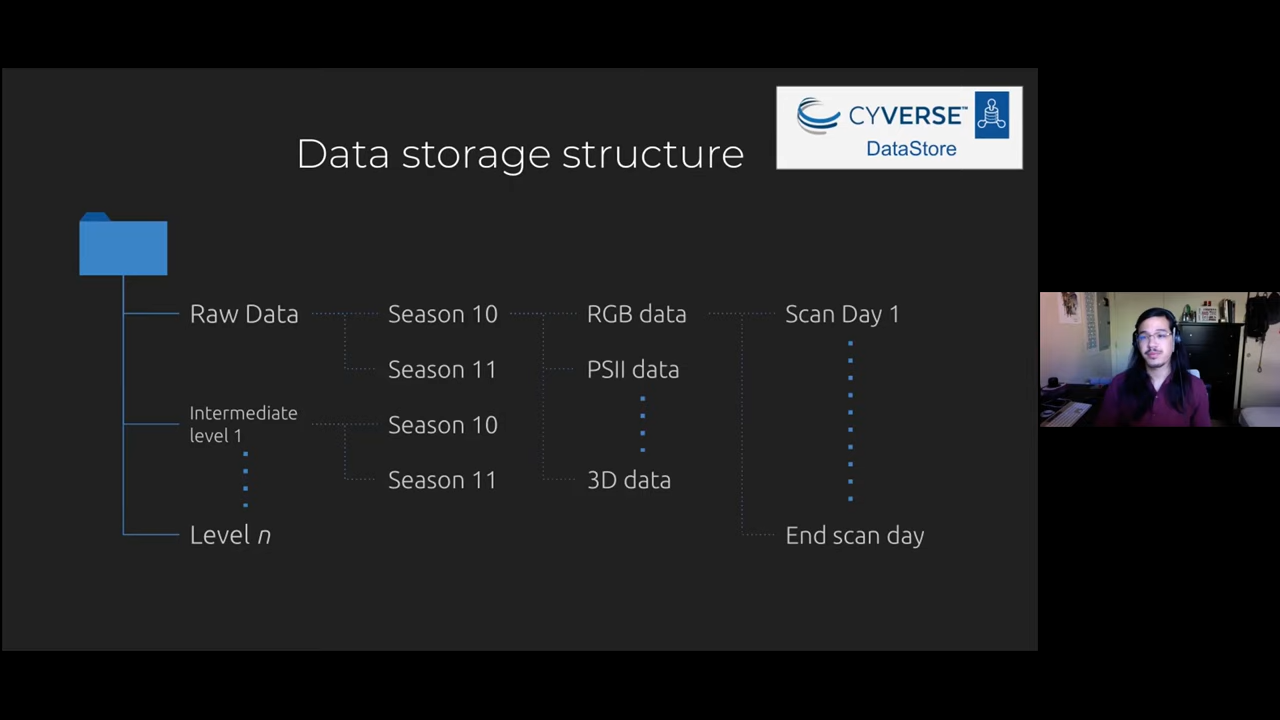 CYVERSE™
DataStore
Data storage structure
Raw Data
Season 10
RGB data
Scan Day 1
Season 11
PSII data
Intermediate
level 1
Season 10
Season 11
3D data
Level n
End scan day